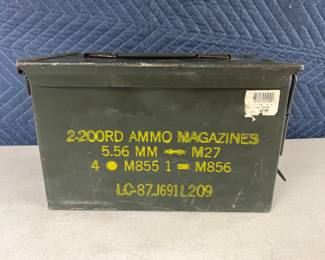 2-200RD AMMO MAGAZINES
5.56 MM M27
4 M855 1 M856
LC-87J691L209